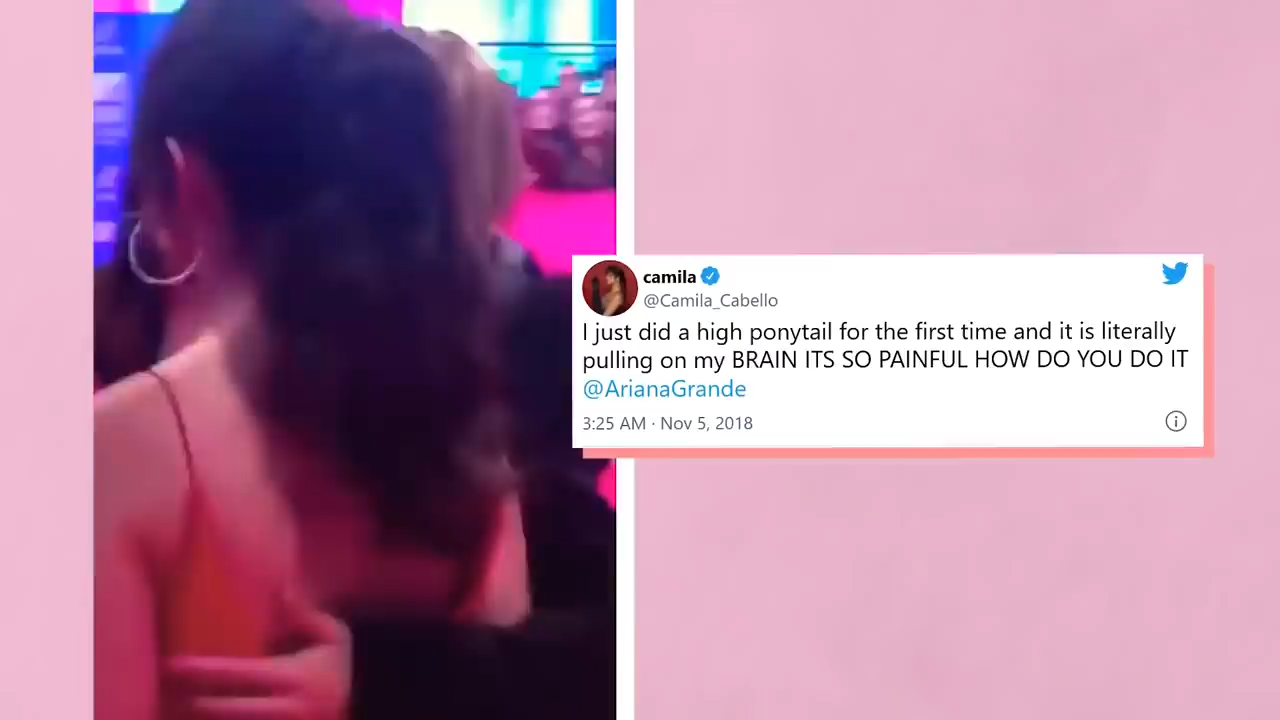 camila
@Camila_Cabello
I just did a high ponytail for the first time and it is literally
pulling on my BRAIN ITS SO PAINFUL HOW DO YOU DO IT
@ArianaGrande
3:25 AM · Nov 5, 2018